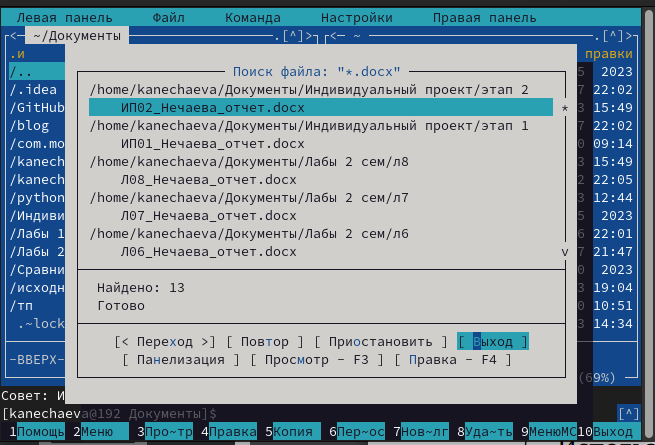 Левая панель Файл Команда Настройки Правая панель
┌<─ ~/Документы ─.[^]>┐┌<─ ~ ─.[^]>┐
.и правки
/.. 5 2023
/.idea 7 22:02
/GitHub 3 15:49
/blog 7 22:02
/com.mo 0 09:14
/kanech 3 15:49
/kanech 2 22:05
/python 3 12:44
/Индиви 5 2023
/Лабы 1 6 22:01
/Лабы 2 7 21:47
/Сравни 0 2023
/исходн 3 19:04
/тп 0 10:51
.~lock 3 14:34
-ВВЕРХ-
(69%)
Поиск файла: "*.docx"
/home/kanechaeva/Документы/Индивидуальный проект/этап 2
ИП02_Нечаева_отчет.docx *
/home/kanechaeva/Документы/Индивидуальный проект/этап 1
ИП01_Нечаева_отчет.docx
/home/kanechaeva/Документы/Лабы 2 сем/л8
Л08_Нечаева_отчет.docx
/home/kanechaeva/Документы/Лабы 2 сем/л7
Л07_Нечаева_отчет.docx
/home/kanechaeva/Документы/Лабы 2 сем/л6
Л06_Нечаева_отчет.docx v
Найдено: 13
Готово
[< Переход >] [ Повтор ] [ Приостановить ] [ Выход ]
[ Панелизация ] [ Просмотр - F3 ] [ Правка - F4 ]
Совет: И
[kanechaeva@192 Документы]$ [^]
1Помощь 2Меню 3Про~тр 4Правка 5Копия 6Пер~ос 7Нов~лг 8Уда~ть 9МенюMC 10Выход